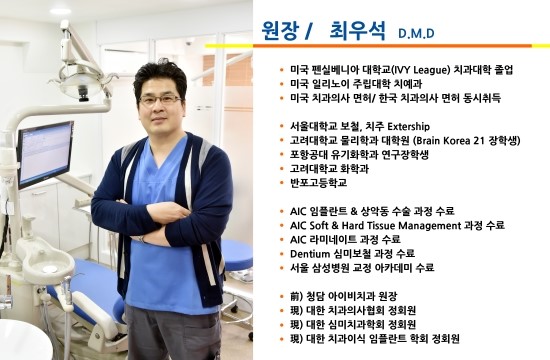 원장 / 최우석 D.M.D
• 미국 펜실베니아 대학교(IVY League) 치과대학 졸업
• 미국 일리노이 주립대학 치예과
• 미국 치과의사 면허/ 한국 치과의사 면허 동시취득
• 서울대학교 보철, 치주 Extership
• 고려대학교 물리학과 대학원 (Brain Korea 21 장학생)
• 포항공대 유기화학과 연구장학생
• 고려대학교 화학과
• 반포고등학교
• AIC 임플란트 & 상악동 수술 과정 수료
• AIC Soft & Hard Tissue Management 과정 수료
• AIC 라미네이트 과정 수료
• Dentium 심미보철 과정 수료
• 서울 삼성병원 교정 아카데미 수료
• 前) 청담 아이비치과 원장
• 現) 대한 치과의사협회 정회원
• 現) 대한 심미치과학회 정회원
• 現) 대한 치과이식 임플란트 학회 정회원